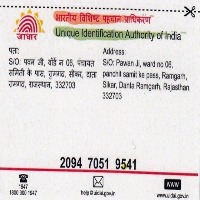 भारतीय विशिष्ट पहचान प्राधिकरण
Unique Identification Authority of India
आधार
पता:
S/O: पवन जी, वार्ड न 06, पंचायत
समिति के पास, रामगढ़, सीकर, दाता
रामगढ़, राजस्थान, 332703
Address:
S/O: Pawan Ji, ward no 06,
panchit samit ke pass, Ramgarh,
Sikar, Danta Ramgarh, Rajasthan
332703
2094 7051 9541
1947
1800 300 1947
help@uidai.gov.in
www.uidai.gov.in